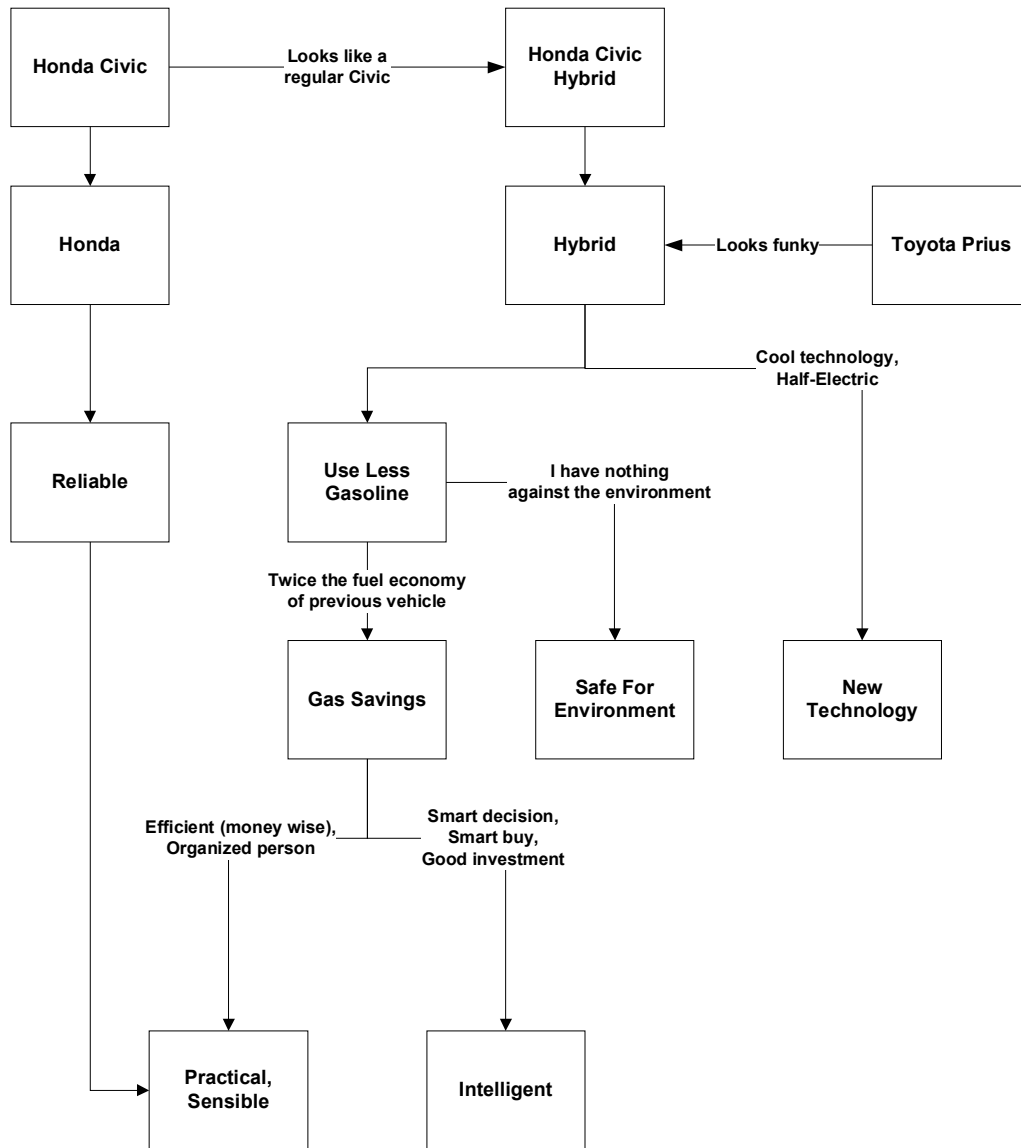 Honda Civic
Looks like a
regular Civic
Honda Civic
Hybrid
Honda
Hybrid
Looks funky
Toyota Prius
Cool technology,
Half-Electric
Reliable
Use Less
Gasoline
I have nothing
against the environment
Twice the fuel economy
of previous vehicle
Gas Savings
Safe For
Environment
New
Technology
Efficient (money wise),
Organized person
Smart decision,
Smart buy,
Good investment
Practical,
Sensible
Intelligent